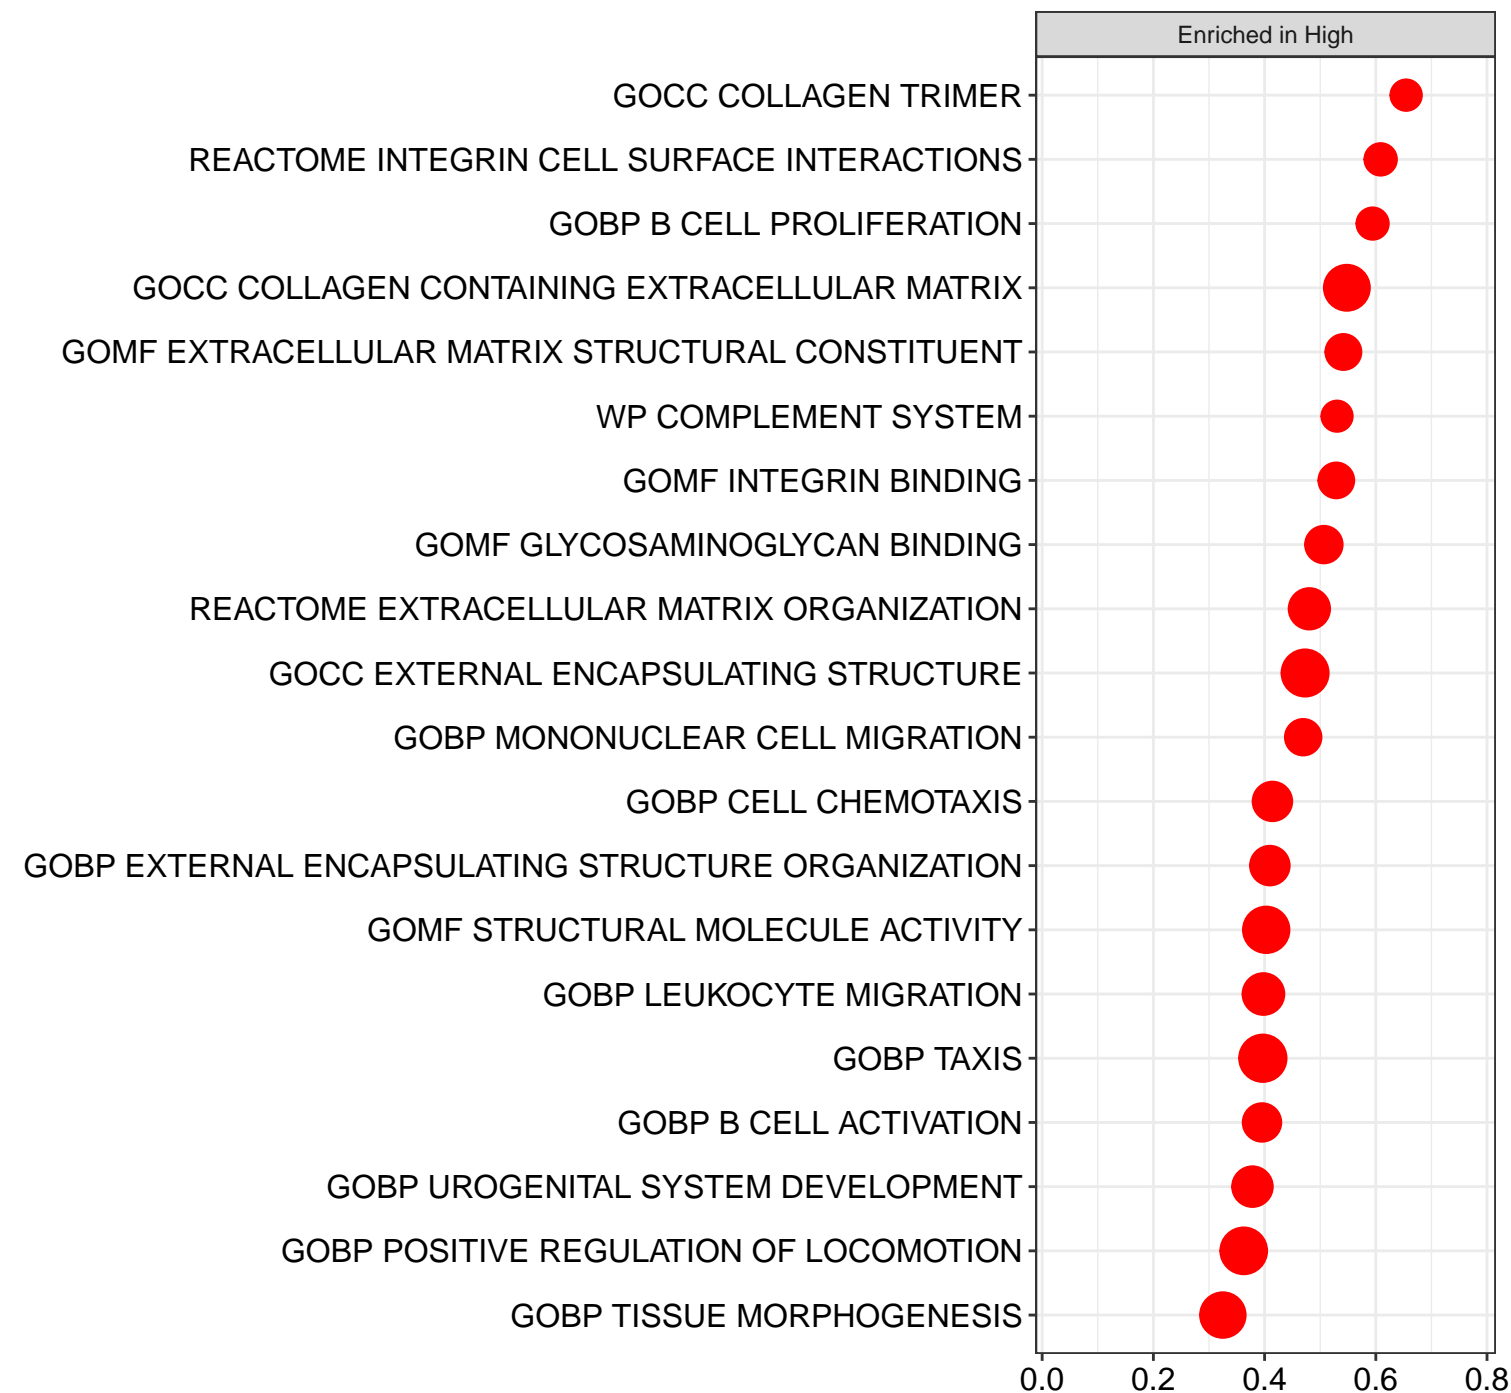 Enriched in High
GOCC COLLAGEN TRIMER
REACTOME INTEGRIN CELL SURFACE INTERACTIONS
GOBP B CELL PROLIFERATION
GOCC COLLAGEN CONTAINING EXTRACELLULAR MATRIX
GOMF EXTRACELLULAR MATRIX STRUCTURAL CONSTITUENT
WP COMPLEMENT SYSTEM
GOMF INTEGRIN BINDING
GOMF GLYCOSAMINOGLYCAN BINDING
REACTOME EXTRACELLULAR MATRIX ORGANIZATION
GOCC EXTERNAL ENCAPSULATING STRUCTURE
GOBP MONONUCLEAR CELL MIGRATION
GOBP CELL CHEMOTAXIS
GOBP EXTERNAL ENCAPSULATING STRUCTURE ORGANIZATION
GOMF STRUCTURAL MOLECULE ACTIVITY
GOBP LEUKOCYTE MIGRATION
GOBP TAXIS
GOBP B CELL ACTIVATION
GOBP UROGENITAL SYSTEM DEVELOPMENT
GOBP POSITIVE REGULATION OF LOCOMOTION
GOBP TISSUE MORPHOGENESIS
0.0 0.2 0.4 0.6 0.8